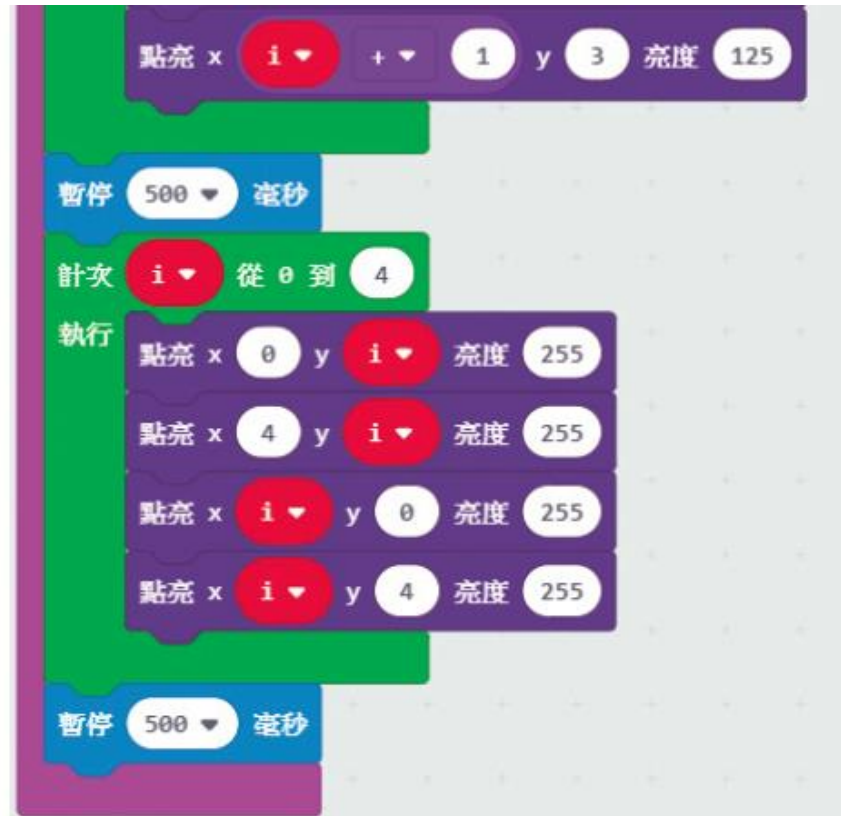 點亮 x i + 1 y 3 亮度 125
暫停 500 毫秒
計次 i 從 0 到 4
執行
點亮 x 0 y i 亮度 255
點亮 x 4 y i 亮度 255
點亮 x i y 0 亮度 255
點亮 x i y 4 亮度 255
暫停 500 毫秒